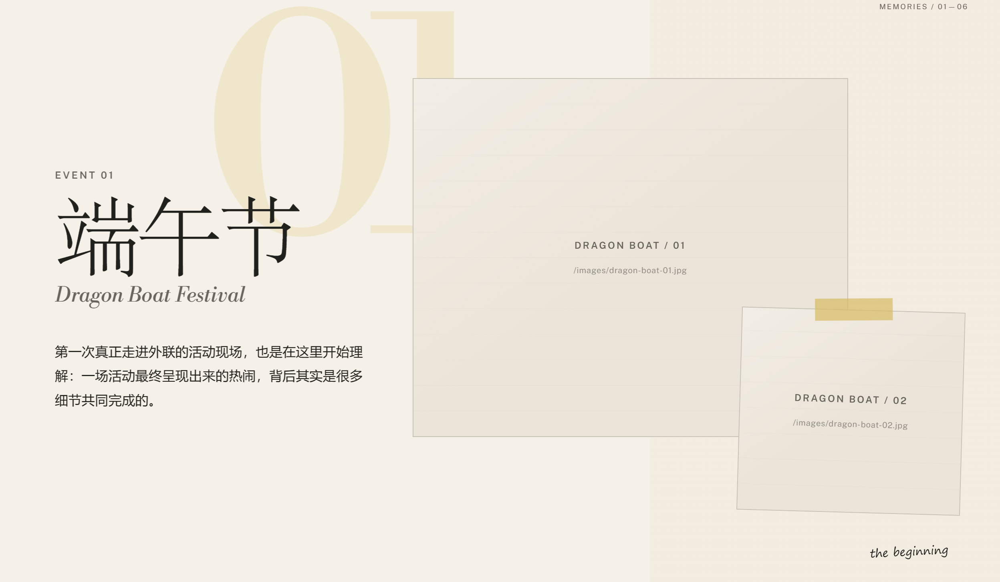 MEMORIES / 01—06
01
EVENT 01
端午节
Dragon Boat Festival
第一次真正走进外联的活动现场，也是在这里开始理
解：一场活动最终呈现出来的热闹，背后其实是很多
细节共同完成的。
DRAGON BOAT / 01
/images/dragon-boat-01.jpg
DRAGON BOAT / 02
/images/dragon-boat-02.jpg
the beginning